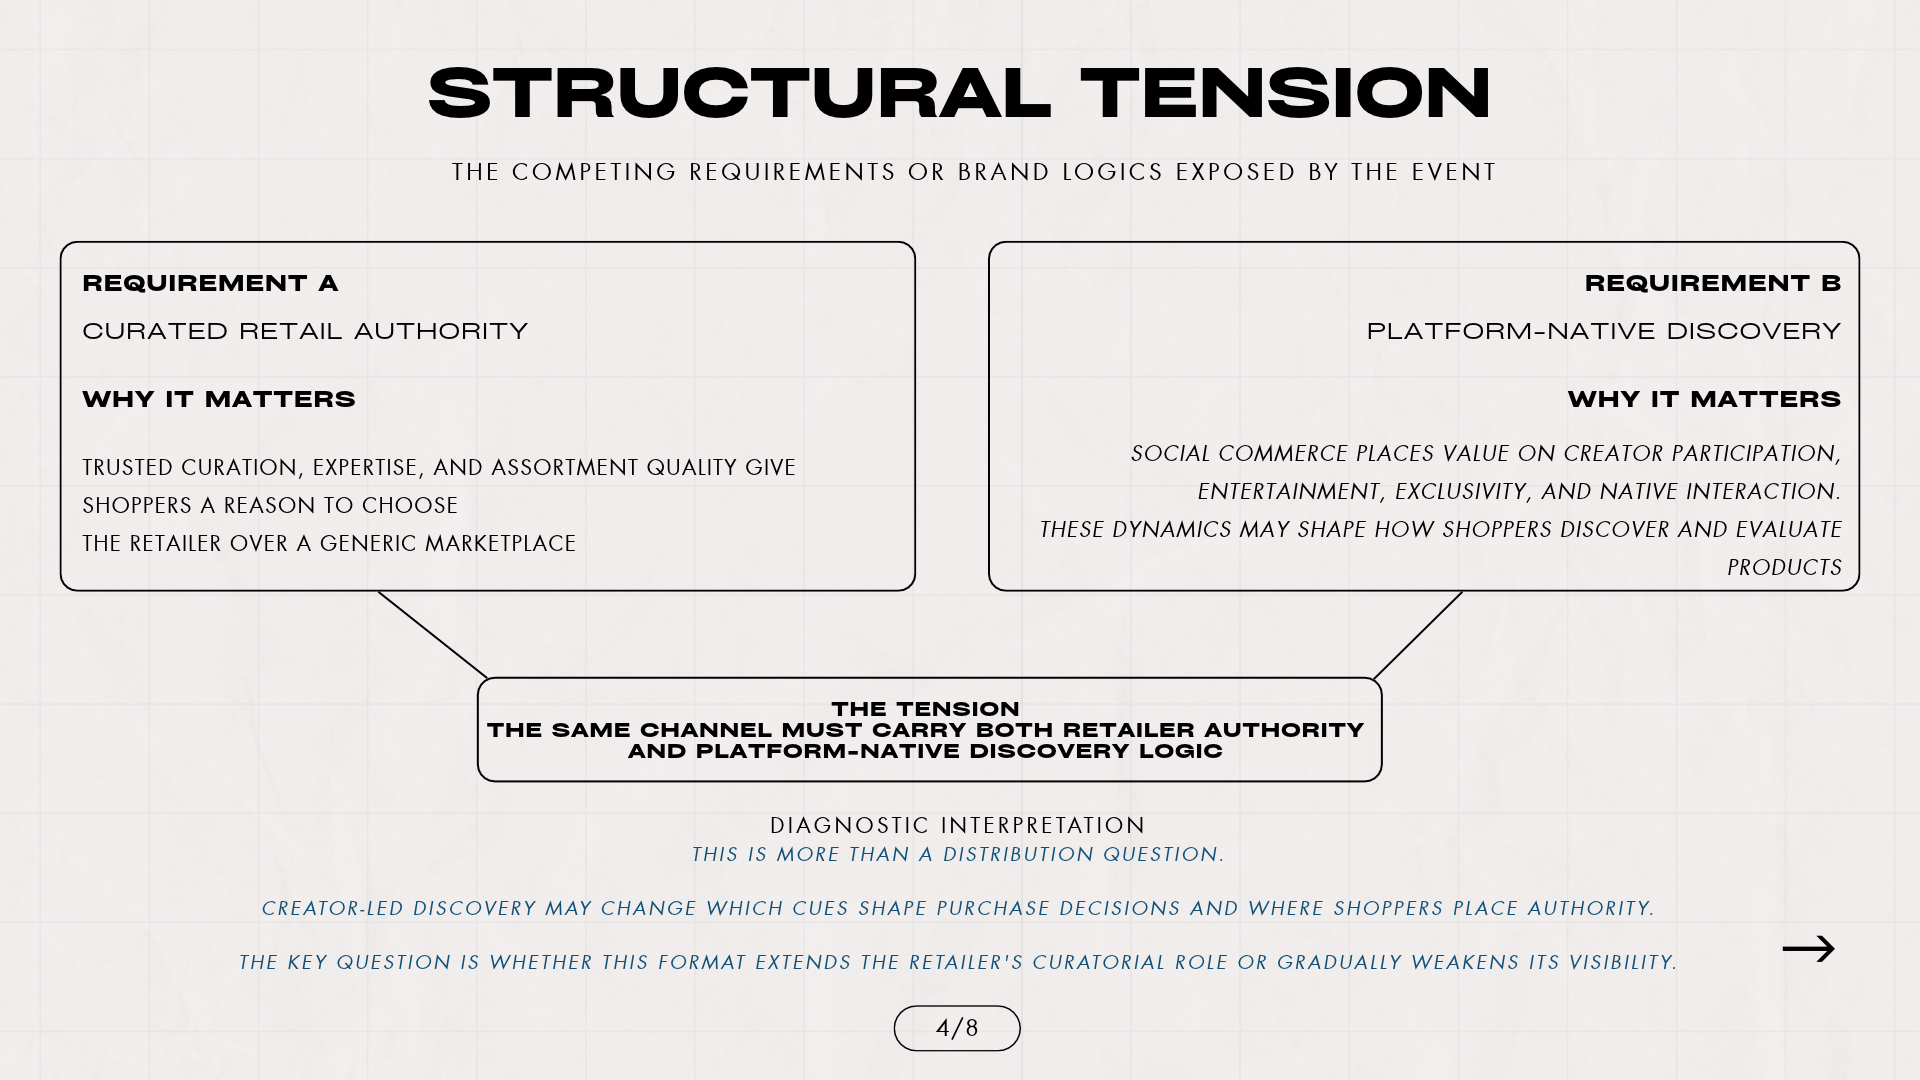 STRUCTURAL TENSION
THE COMPETING REQUIREMENTS OR BRAND LOGICS EXPOSED BY THE EVENT
REQUIREMENT A
CURATED RETAIL AUTHORITY
WHY IT MATTERS
TRUSTED CURATION, EXPERTISE, AND ASSORTMENT QUALITY GIVE
SHOPPERS A REASON TO CHOOSE
THE RETAILER OVER A GENERIC MARKETPLACE
REQUIREMENT B
PLATFORM-NATIVE DISCOVERY
WHY IT MATTERS
SOCIAL COMMERCE PLACES VALUE ON CREATOR PARTICIPATION,
ENTERTAINMENT, EXCLUSIVITY, AND NATIVE INTERACTION.
THESE DYNAMICS MAY SHAPE HOW SHOPPERS DISCOVER AND EVALUATE
PRODUCTS
THE TENSION
THE SAME CHANNEL MUST CARRY BOTH RETAILER AUTHORITY
AND PLATFORM-NATIVE DISCOVERY LOGIC
DIAGNOSTIC INTERPRETATION
THIS IS MORE THAN A DISTRIBUTION QUESTION.
CREATOR-LED DISCOVERY MAY CHANGE WHICH CUES SHAPE PURCHASE DECISIONS AND WHERE SHOPPERS PLACE AUTHORITY.
THE KEY QUESTION IS WHETHER THIS FORMAT EXTENDS THE RETAILER'S CURATORIAL ROLE OR GRADUALLY WEAKENS ITS VISIBILITY.
4/8